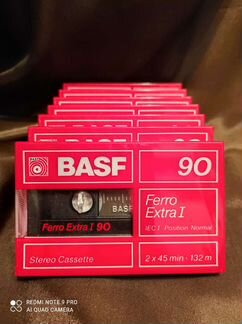 BASF 90
BASF
Ferro Extra I 90
Ferro
Extra I
IEC I Position Normal
Stereo Cassette
2 x 45 min · 132 m
REDMI NOTE 9 PRO
AI QUAD CAMERA